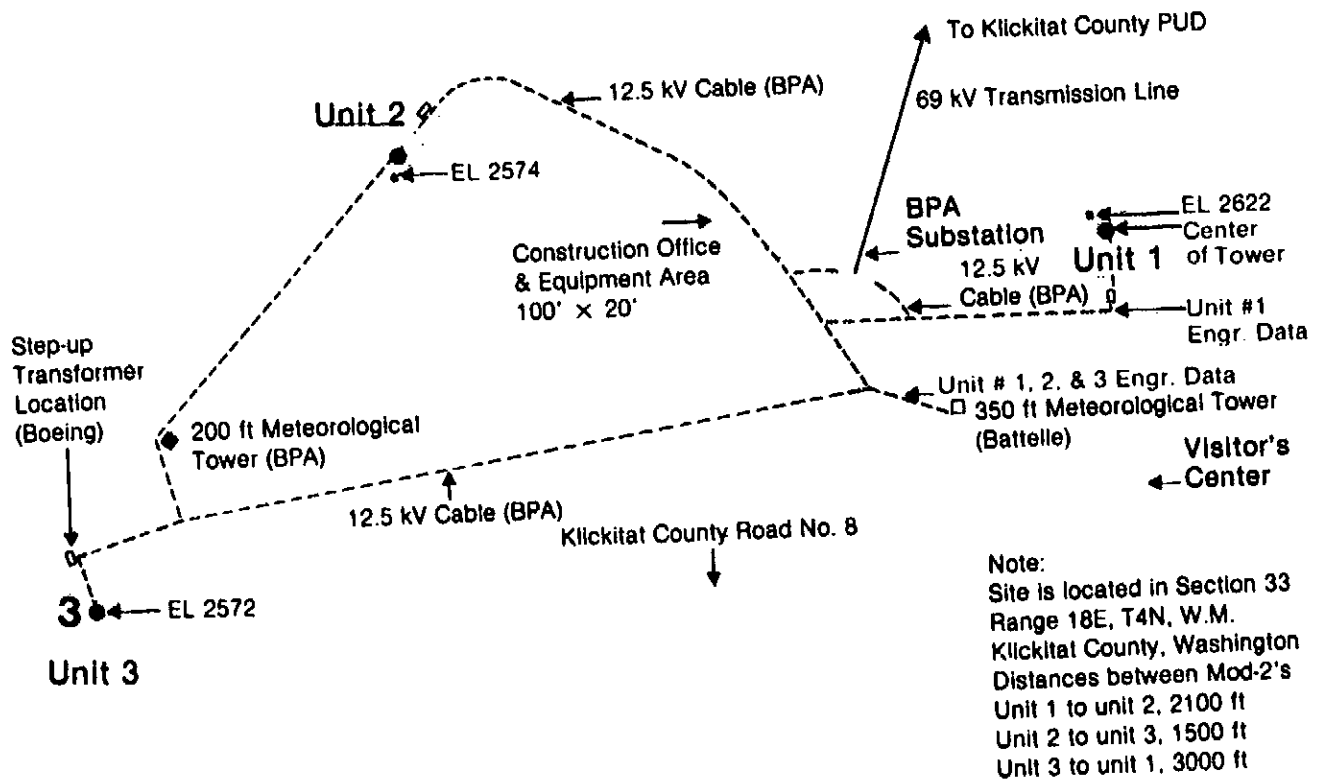 To Klickitat County PUD
12.5 kV Cable (BPA)
69 kV Transmission Line
Unit 2
EL 2574
BPA
Substation
EL 2622
Center
of Tower
Unit 1
12.5 kV
Cable (BPA)
Construction Office
& Equipment Area
100' × 20'
Unit #1
Engr. Data
Step-up
Transformer
Location
(Boeing)
Unit # 1, 2, & 3 Engr. Data
350 ft Meteorological Tower
(Battelle)
200 ft Meteorological
Tower (BPA)
Visitor's
Center
12.5 kV Cable (BPA)
Klickitat County Road No. 8
3
EL 2572
Unit 3
Note:
Site is located in Section 33
Range 18E, T4N, W.M.
Klickitat County, Washington
Distances between Mod-2's
Unit 1 to unit 2, 2100 ft
Unit 2 to unit 3, 1500 ft
Unit 3 to unit 1, 3000 ft